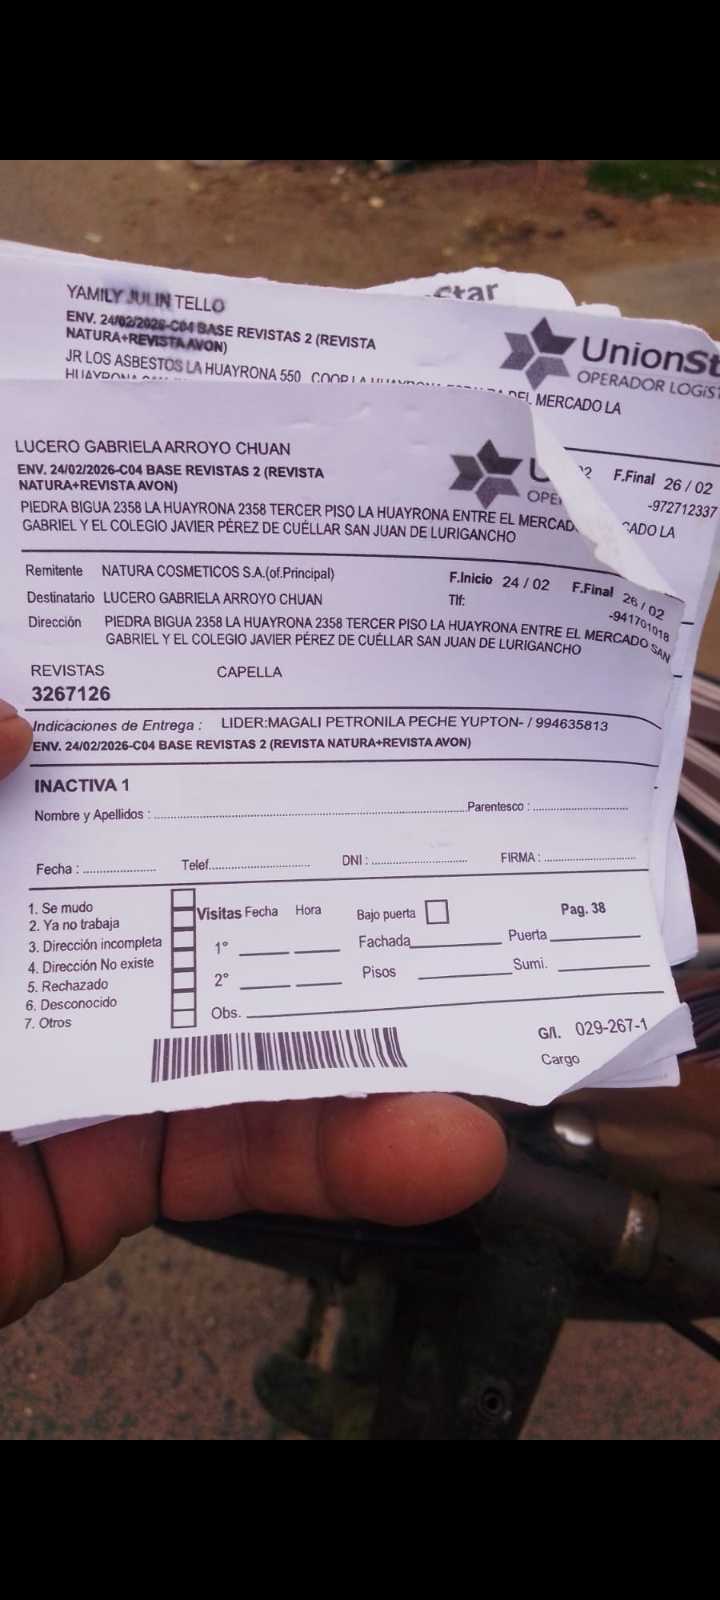 Star
YAMILY JULIN TELLO
ENV. 24/02/2026-C04 BASE REVISTAS 2 (REVISTA
NATURA+REVISTA AVON)
UnionSt
OPERADOR LOGÍS
JR LOS ASBESTOS LA HUAYRONA 550 COOP LA HUAYRONA DEL MERCADO LA
HUAYRONA
F.Final 26 / 02
-972712337
CADO LA
LUCERO GABRIELA ARROYO CHUAN
ENV. 24/02/2026-C04 BASE REVISTAS 2 (REVISTA
NATURA+REVISTA AVON)
U
OPE
PIEDRA BIGUA 2358 LA HUAYRONA 2358 TERCER PISO LA HUAYRONA ENTRE EL MERCAD
GABRIEL Y EL COLEGIO JAVIER PÉREZ DE CUÉLLAR SAN JUAN DE LURIGANCHO
Remitente NATURA COSMETICOS S.A.(of.Principal)
F.Inicio 24 / 02 F.Final 26 / 02
Destinatario LUCERO GABRIELA ARROYO CHUAN
Tlf: -941701018
Dirección PIEDRA BIGUA 2358 LA HUAYRONA 2358 TERCER PISO LA HUAYRONA ENTRE EL MERCADO SAN
GABRIEL Y EL COLEGIO JAVIER PÉREZ DE CUÉLLAR SAN JUAN DE LURIGANCHO
REVISTAS CAPELLA
3267126
Indicaciones de Entrega : LIDER:MAGALI PETRONILA PECHE YUPTON- / 994635813
ENV. 24/02/2026-C04 BASE REVISTAS 2 (REVISTA NATURA+REVISTA AVON)
INACTIVA 1
Nombre y Apellidos : Parentesco :
Fecha : Telef. DNI : FIRMA :
1. Se mudo
2. Ya no trabaja
3. Dirección incompleta
4. Dirección No existe
5. Rechazado
6. Desconocido
7. Otros
Visitas Fecha Hora Bajo puerta Pag. 38
1° Fachada Puerta
2° Pisos Sumi.
Obs.
G/l. 029-267-1
Cargo